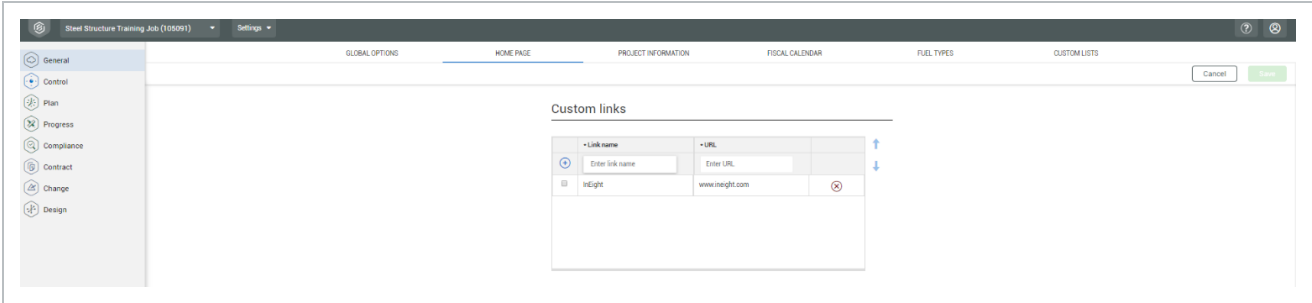 Steel Structure Training Job (105091) Settings
General
Control
Plan
Progress
Compliance
Contract
Change
Design
GLOBAL OPTIONS HOME PAGE PROJECT INFORMATION FISCAL CALENDAR FUEL TYPES CUSTOM LISTS
Cancel Save
Custom links
Link name URL
Enter link name Enter URL
InEight www.ineight.com